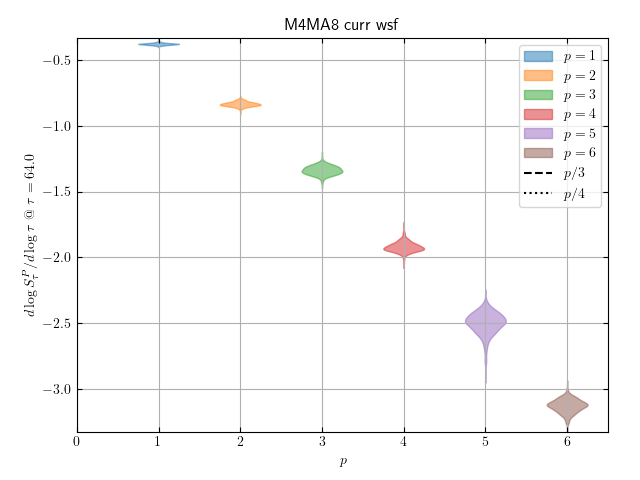 M4MA8 curr wsf
d log S_τ^P / d log τ @ τ = 64.0
−0.5
−1.0
−1.5
−2.0
−2.5
−3.0
p = 1
p = 2
p = 3
p = 4
p = 5
p = 6
p/3
p/4
0 1 2 3 4 5 6
p